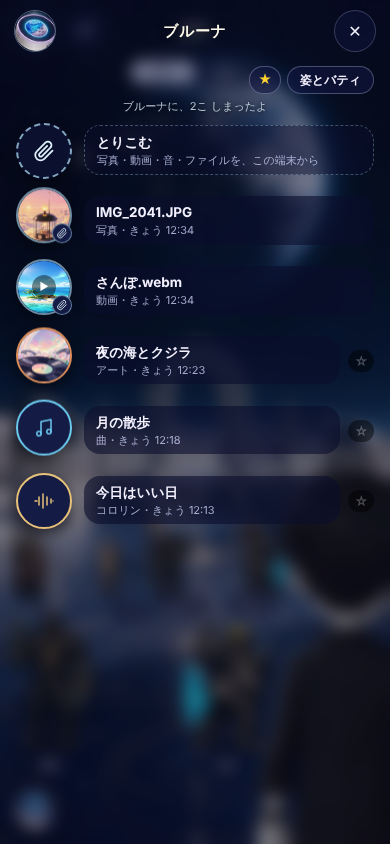 ブルーナ
姿とバティ
ブルーナに、2こ しまったよ
とりこむ
写真・動画・音・ファイルを、この端末から
IMG_2041.JPG
写真・きょう 12:34
さんぽ.webm
動画・きょう 12:34
夜の海とクジラ
アート・きょう 12:23
月の散歩
曲・きょう 12:18
今日はいい日
コロリン・きょう 12:13